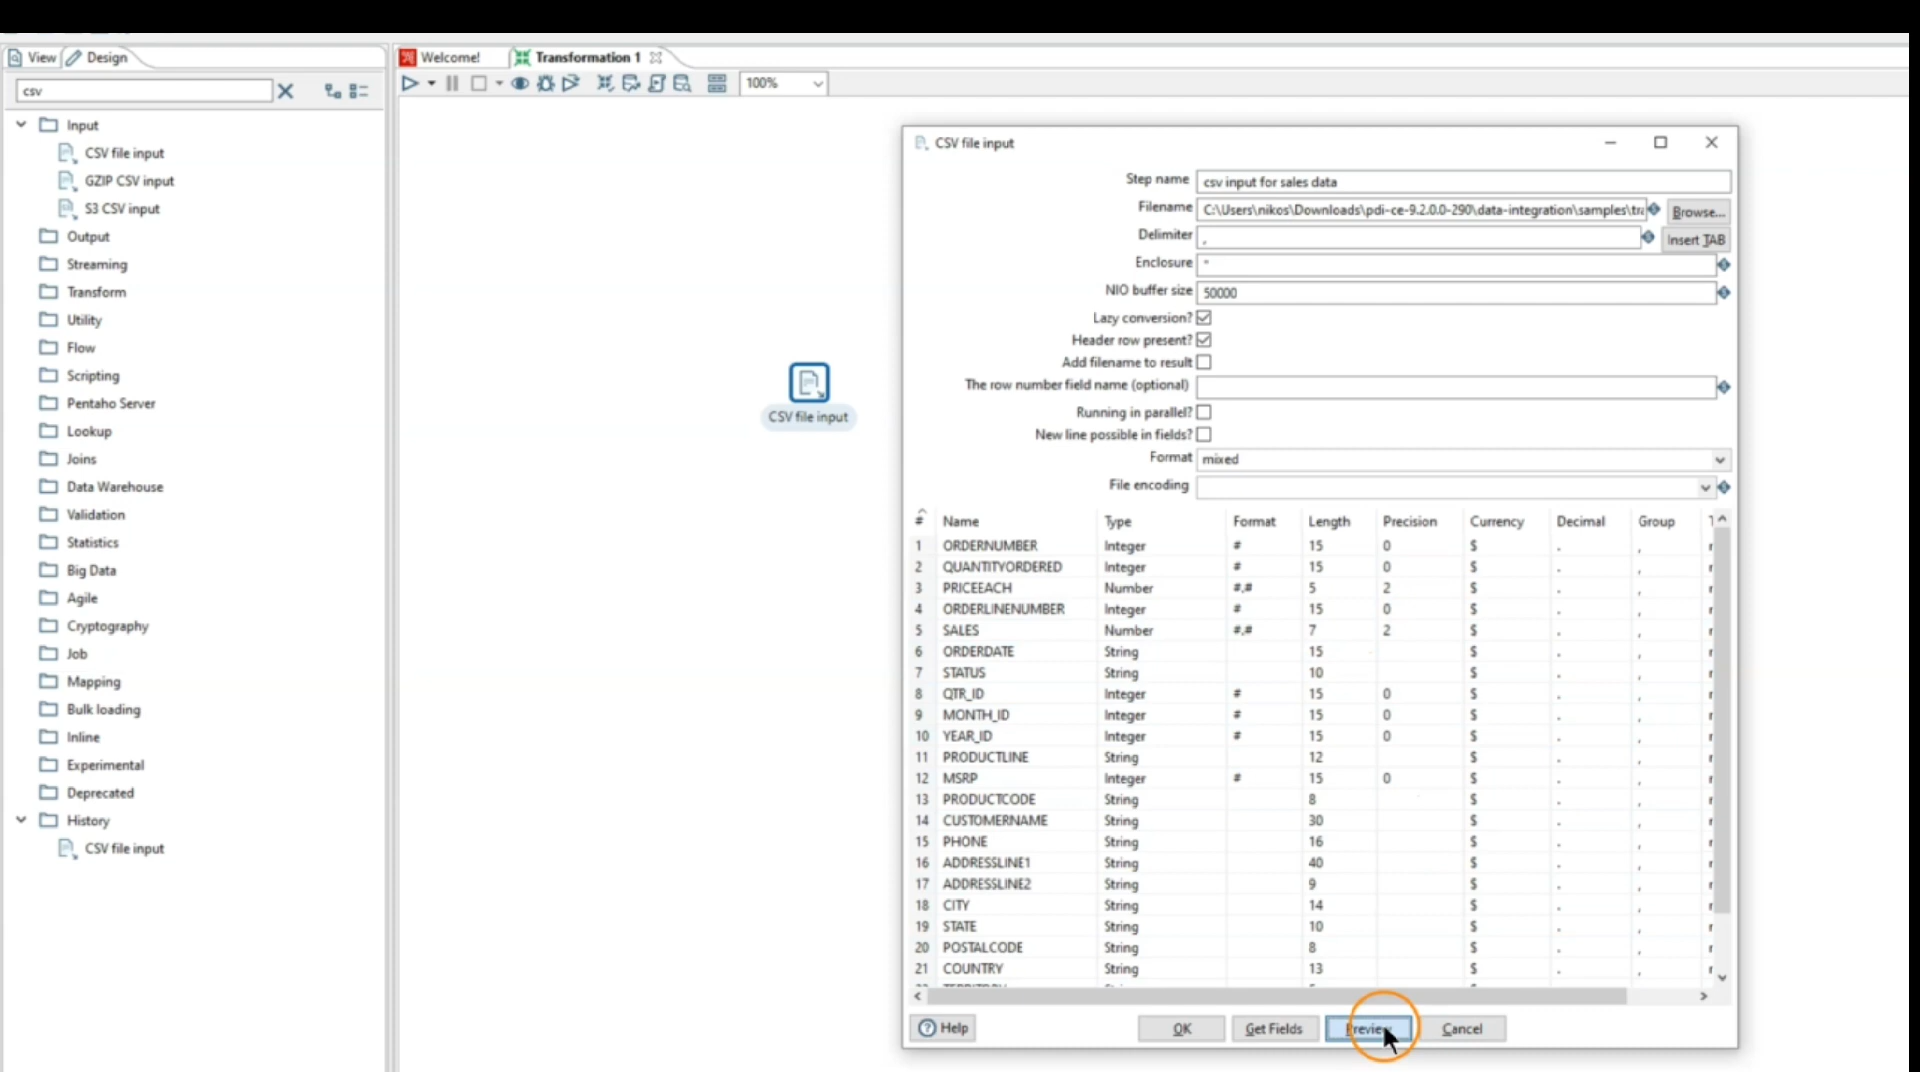 View
Design
Welcome!
Transformation 1
csv
100%
Input
CSV file input
GZIP CSV input
S3 CSV input
Output
Streaming
Transform
Utility
Flow
Scripting
Pentaho Server
Lookup
Joins
Data Warehouse
Validation
Statistics
Big Data
Agile
Cryptography
Job
Mapping
Bulk loading
Inline
Experimental
Deprecated
History
CSV file input
CSV file input
CSV file input
Step name csv input for sales data
Filename C:\Users\nikos\Downloads\pdi-ce-9.2.0.0-290\data-integration\samples\tra Browse...
Delimiter , Insert TAB
Enclosure "
NIO buffer size 50000
Lazy conversion?
Header row present?
Add filename to result
The row number field name (optional)
Running in parallel?
New line possible in fields?
Format mixed
File encoding
# Name Type Format Length Precision Currency Decimal Group
1 ORDERNUMBER Integer # 15 0 $ . ,
2 QUANTITYORDERED Integer # 15 0 $ . ,
3 PRICEEACH Number #.# 5 2 $ . ,
4 ORDERLINENUMBER Integer # 15 0 $ . ,
5 SALES Number #.# 7 2 $ . ,
6 ORDERDATE String 15 $ . ,
7 STATUS String 10 $ . ,
8 QTR_ID Integer # 15 0 $ . ,
9 MONTH_ID Integer # 15 0 $ . ,
10 YEAR_ID Integer # 15 0 $ . ,
11 PRODUCTLINE String 12 $ . ,
12 MSRP Integer # 15 0 $ . ,
13 PRODUCTCODE String 8 $ . ,
14 CUSTOMERNAME String 30 $ . ,
15 PHONE String 16 $ . ,
16 ADDRESSLINE1 String 40 $ . ,
17 ADDRESSLINE2 String 9 $ . ,
18 CITY String 14 $ . ,
19 STATE String 10 $ . ,
20 POSTALCODE String 8 $ . ,
21 COUNTRY String 13 $ . ,
Help OK Get Fields Preview Cancel